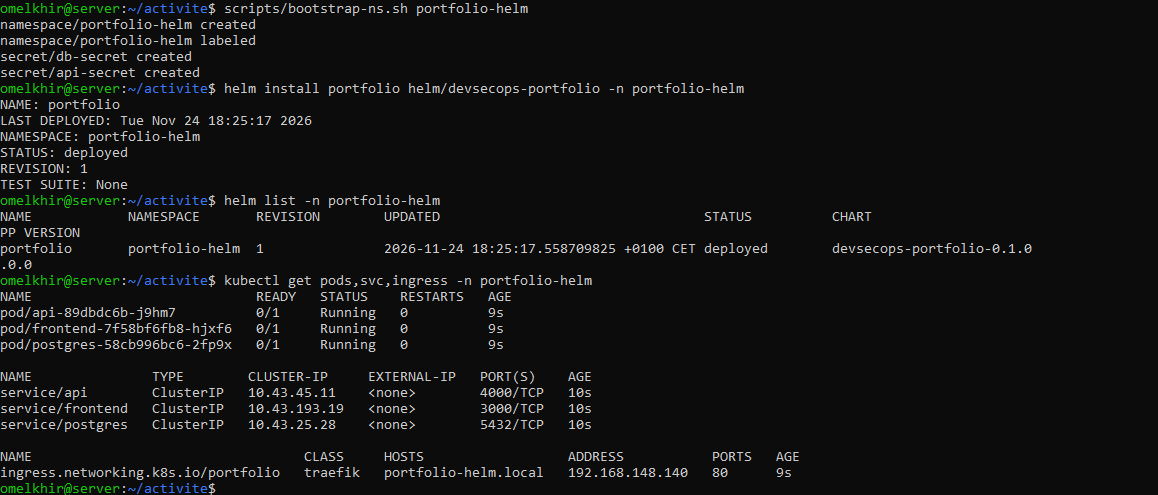 omelkhir@server:~/activite$ scripts/bootstrap-ns.sh portfolio-helm
namespace/portfolio-helm created
namespace/portfolio-helm labeled
secret/db-secret created
secret/api-secret created
omelkhir@server:~/activite$ helm install portfolio helm/devsecops-portfolio -n portfolio-helm
NAME: portfolio
LAST DEPLOYED: Tue Nov 24 18:25:17 2026
NAMESPACE: portfolio-helm
STATUS: deployed
REVISION: 1
TEST SUITE: None
omelkhir@server:~/activite$ helm list -n portfolio-helm
NAME            NAMESPACE       REVISION        UPDATED                                 STATUS          CHART
PP VERSION
portfolio       portfolio-helm  1               2026-11-24 18:25:17.558709825 +0100 CET deployed        devsecops-portfolio-0.1.0
.0.0
omelkhir@server:~/activite$ kubectl get pods,svc,ingress -n portfolio-helm
NAME                            READY   STATUS    RESTARTS   AGE
pod/api-89dbdc6b-j9hm7          0/1     Running   0          9s
pod/frontend-7f58bf6fb8-hjxf6   0/1     Running   0          9s
pod/postgres-58cb996bc6-2fp9x   0/1     Running   0          9s

NAME               TYPE        CLUSTER-IP     EXTERNAL-IP   PORT(S)    AGE
service/api        ClusterIP   10.43.45.11    <none>        4000/TCP   10s
service/frontend   ClusterIP   10.43.193.19   <none>        3000/TCP   10s
service/postgres   ClusterIP   10.43.25.28    <none>        5432/TCP   10s

NAME                                  CLASS     HOSTS                  ADDRESS           PORTS   AGE
ingress.networking.k8s.io/portfolio   traefik   portfolio-helm.local   192.168.148.140   80      9s
omelkhir@server:~/activite$